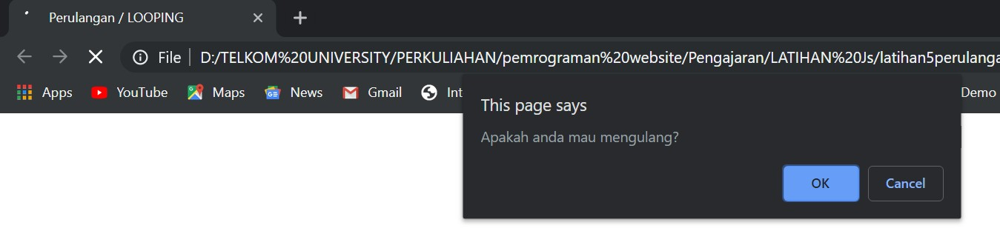 Perulangan / LOOPING
File D:/TELKOM%20UNIVERSITY/PERKULIAHAN/pemrograman%20website/Pengajaran/LATIHAN%20Js/latihan5perulanga
Apps YouTube Maps News Gmail Int Demo
This page says
Apakah anda mau mengulang?
OK Cancel